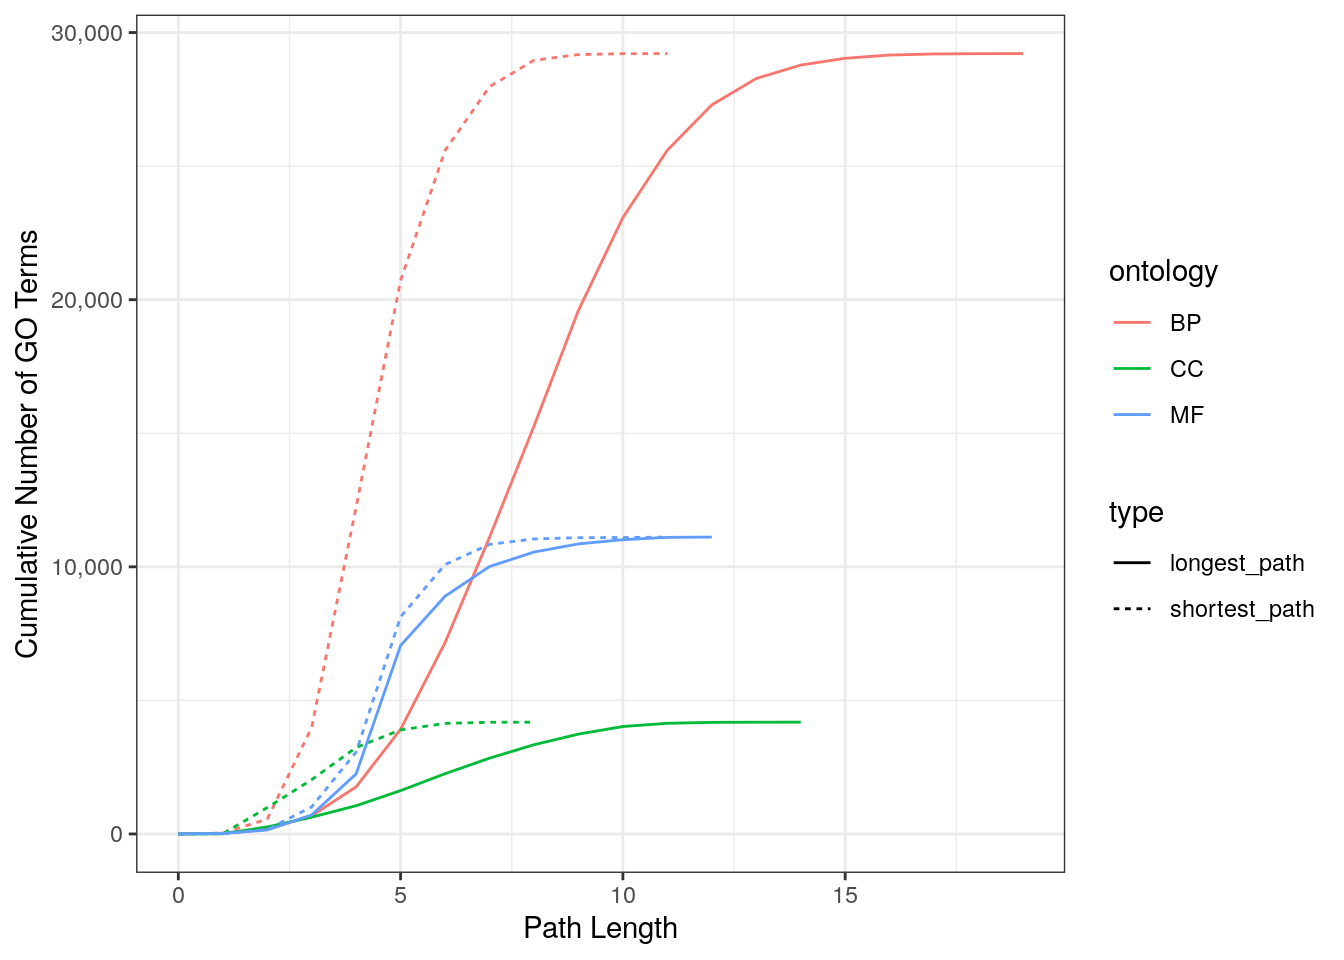 30,000
20,000
10,000
0
0
5
10
15
Path Length
Cumulative Number of GO Terms
ontology
BP
CC
MF
type
longest_path
shortest_path